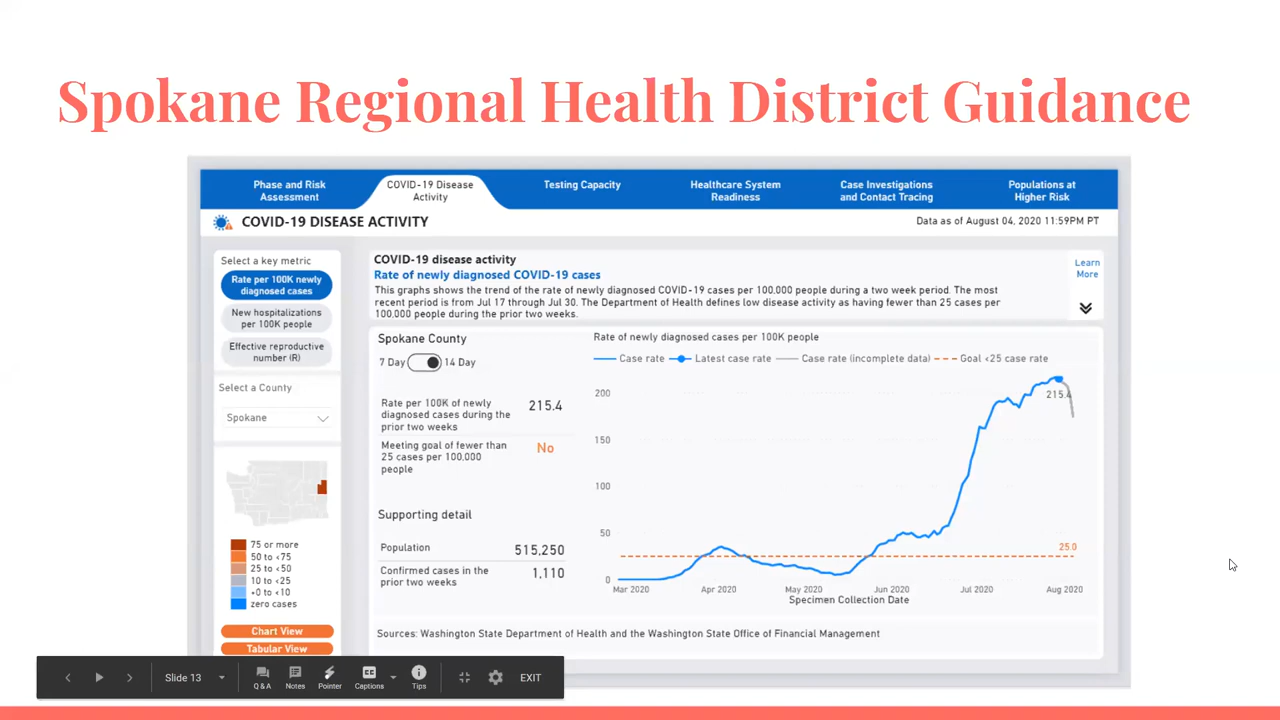 Spokane Regional Health District Guidance
Phase and Risk
Assessment
COVID-19 Disease
Activity
Testing Capacity
Healthcare System
Readiness
Case Investigations
and Contact Tracing
Populations at
Higher Risk
COVID-19 DISEASE ACTIVITY
Data as of August 04, 2020 11:59PM PT
Select a key metric
Rate per 100K newly
diagnosed cases
New hospitalizations
per 100K people
Effective reproductive
number (R)
Select a County
Spokane
75 or more
50 to <75
25 to <50
10 to <25
+0 to <10
zero cases
Chart View
Tabular View
COVID-19 disease activity
Rate of newly diagnosed COVID-19 cases
This graphs shows the trend of the rate of newly diagnosed COVID-19 cases per 100,000 people during a two week period. The most
recent period is from Jul 17 through Jul 30. The Department of Health defines low disease activity as having fewer than 25 cases per
100,000 people during the prior two weeks.
Learn
More
Spokane County
7 Day 14 Day
Rate per 100K of newly
diagnosed cases during the
prior two weeks
215.4
Meeting goal of fewer than
25 cases per 100,000
people
No
Supporting detail
Population 515,250
Confirmed cases in the
prior two weeks
1,110
Rate of newly diagnosed cases per 100K people
Case rate Latest case rate Case rate (incomplete data) Goal <25 case rate
200
215.4
150
100
50
25.0
0
Mar 2020 Apr 2020 May 2020 Jun 2020 Jul 2020 Aug 2020
Specimen Collection Date
Sources: Washington State Department of Health and the Washington State Office of Financial Management
Slide 13
Q & A
Notes
Pointer
Captions
Tips
EXIT